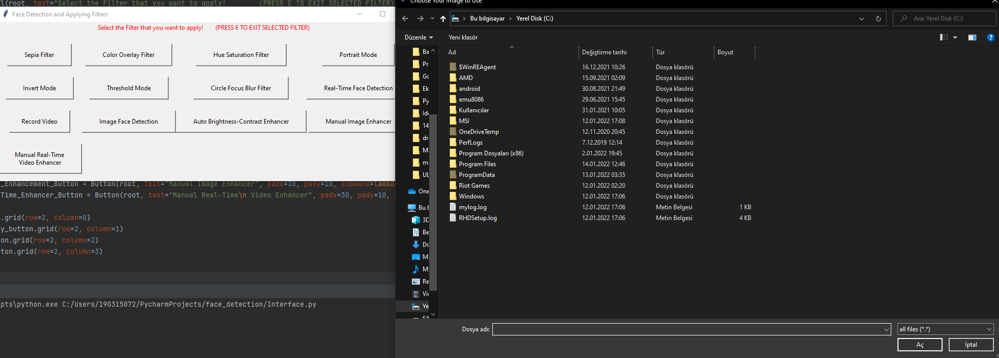 l(root, text="Select the Filter that you want to apply! (PRESS E TO EXIT SELECTED FILTER)
Face Detection and Applying Filters
Select the Filter that you want to apply! (PRESS E TO EXIT SELECTED FILTER)
Sepia Filter
Color Overlay Filter
Hue Saturation Filter
Portrait Mode
Invert Mode
Threshold Mode
Circle Focus Blur Filter
Real-Time Face Detection
Record Video
Image Face Detection
Auto Brightness-Contrast Enhancer
Manual Image Enhancer
Manual Real-Time
Video Enhancer
_Enhancement_Button = Button(root, text="Manual Image Enhancer", padx=30, pady=10, command=lambd
Time_Enhancer_Button = Button(root, text="Manual Real-Time\n Video Enhancer", padx=30, pady=10,
.grid(row=2, column=0)
y_button.grid(row=2, column=1)
on.grid(row=2, column=2)
ton.grid(row=2, column=3)
pts\python.exe C:/Users/190315072/PycharmProjects/face_detection/Interface.py
Choose Your Image to Use
Bu bilgisayar > Yerel Disk (C:)
Ara: Yerel Disk (C:)
Düzenle
Yeni klasör
Ba
Pr
Gc
Ek
Py
Ide
14
dr
M
m
UL
One
Bu b
3D
Be
Do
Ma
M
Re
Vi
Ye
SA
Ad
Değiştirme tarihi
Tür
Boyut
$WinREAgent 16.12.2021 10:26 Dosya klasörü
AMD 15.09.2021 02:09 Dosya klasörü
android 30.08.2021 21:49 Dosya klasörü
emu8086 29.06.2021 15:45 Dosya klasörü
Kullanıcılar 31.01.2021 10:05 Dosya klasörü
MSI 12.01.2022 17:08 Dosya klasörü
OneDriveTemp 12.11.2020 20:45 Dosya klasörü
PerfLogs 7.12.2019 12:14 Dosya klasörü
Program Dosyaları (x86) 2.01.2022 19:45 Dosya klasörü
Program Files 14.01.2022 12:46 Dosya klasörü
ProgramData 13.01.2022 03:35 Dosya klasörü
Riot Games 12.01.2022 02:20 Dosya klasörü
Windows 12.01.2022 17:06 Dosya klasörü
mylog.log 12.01.2022 17:06 Metin Belgesi 1 KB
RHDSetup.log 12.01.2022 17:06 Metin Belgesi 4 KB
Dosya adı:
all files (*.*)
Aç
İptal